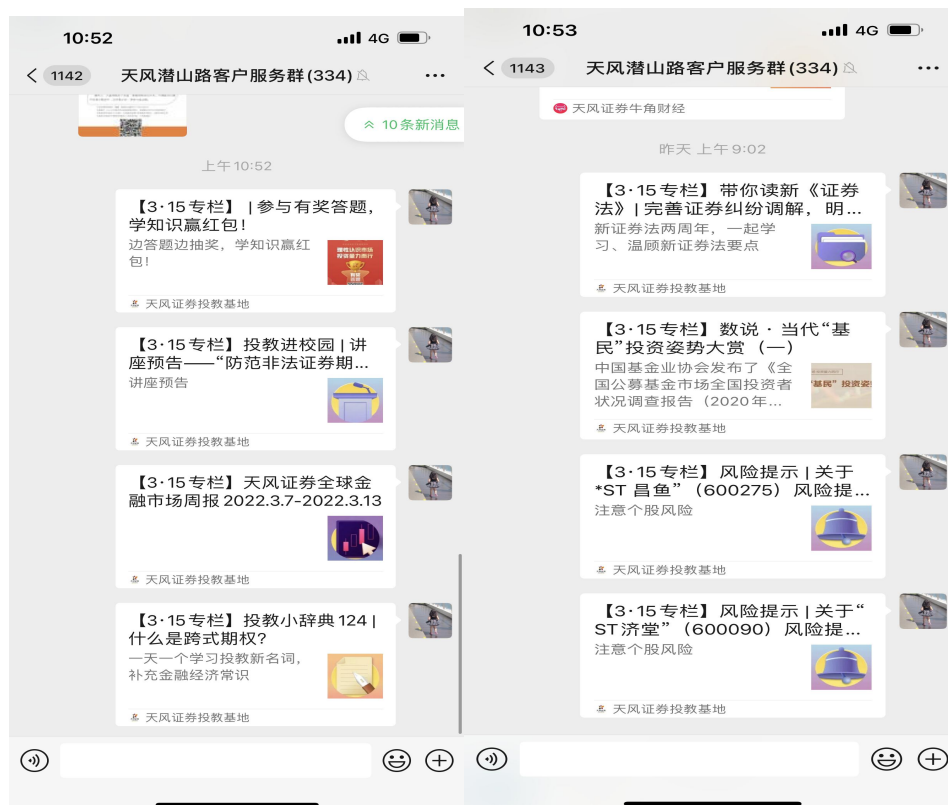 10:52
4G
1142
天风潜山路客户服务群(334)
10条新消息
上午10:52
【3·15专栏】|参与有奖答题,
学知识赢红包!
边答题边抽奖，学知识赢红
包!
天风证券投教基地
【3·15专栏】投教进校园|讲
座预告——“防范非法证券期...
讲座预告
天风证券投教基地
【3·15专栏】天风证券全球金
融市场周报2022.3.7-2022.3.13
天风证券投教基地
【3·15专栏】投教小辞典124|
什么是跨式期权?
一天一个学习投教新名词,
补充金融经济常识
天风证券投教基地
10:53
4G
1143
天风潜山路客户服务群(334)
天风证券牛角财经
昨天 上午9:02
【3·15专栏】带你读新《证券
法》|完善证券纠纷调解，明...
新证券法两周年，一起学
习、温顾新证券法要点
天风证券投教基地
【3·15专栏】数说·当代“基
民”投资姿势大赏（一）
中国基金业协会发布了《全
国公募基金市场全国投资者
状况调查报告（2020年...
“基民”投资姿势
天风证券投教基地
【3·15专栏】风险提示|关于
*ST昌鱼”（600275）风险提...
注意个股风险
天风证券投教基地
【3·15专栏】风险提示|关于“
ST济堂”（600090）风险提...
注意个股风险
天风证券投教基地